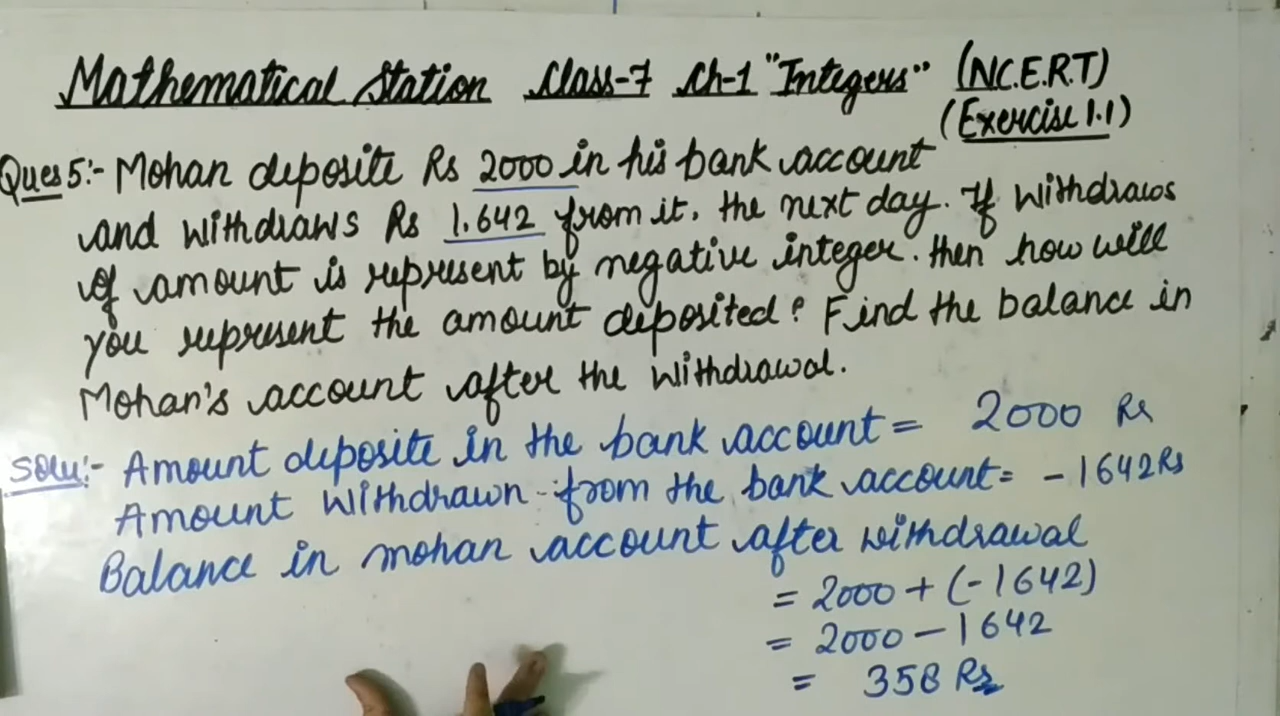 Mathematical Station Class-7 Ch-1 "Integers" (N.C.E.R.T)
(Exercise 1.1)
Ques 5:- Mohan deposite Rs 2000 in his bank account
and withdraws Rs 1.642 from it. the next day. If withdraws
of amount is represent by negative integer. then how will
you represent the amount deposited? Find the balance in
Mohan's account after the withdrawal.
Solu:- Amount deposite in the bank account = 2000 Rs
Amount withdrawn from the bank account = - 1642 Rs
Balance in mohan account after withdrawal
= 2000 + (-1642)
= 2000 - 1642
= 358 Rs